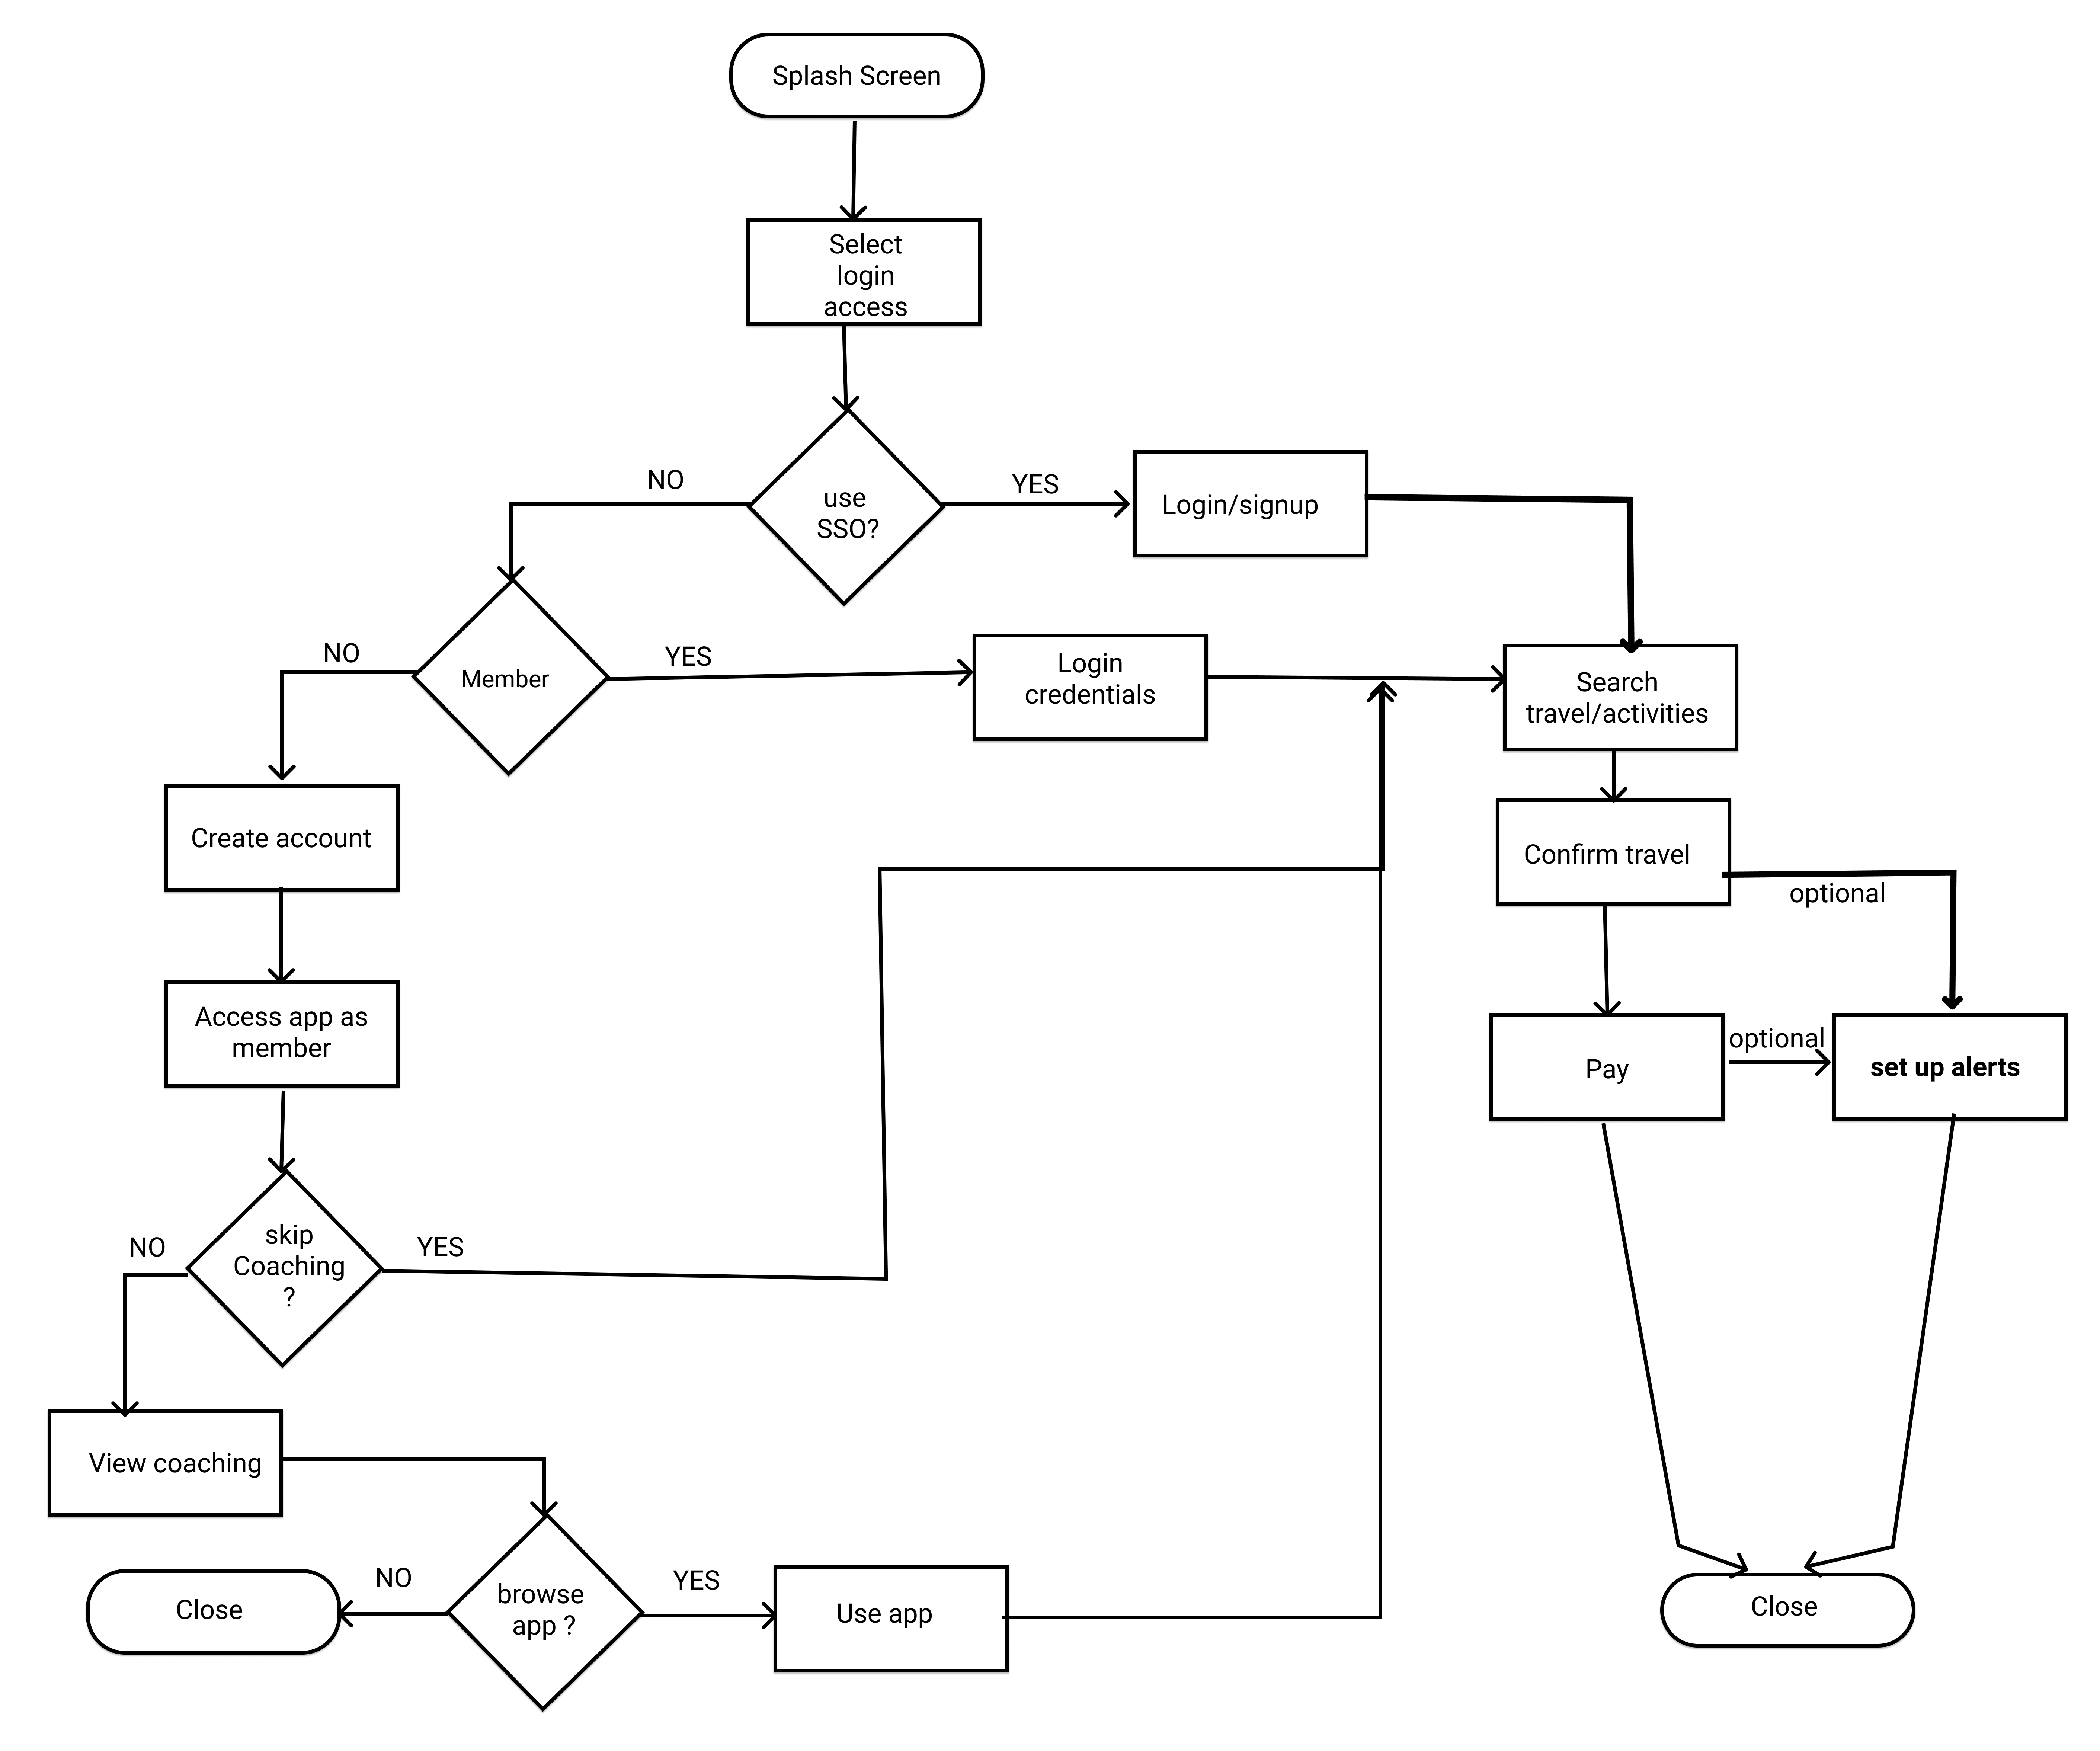 Splash Screen
Select
login
access
use
SSO?
NO
YES
Login/signup
Member
NO
YES
Login
credentials
Search
travel/activities
Create account
Confirm travel
optional
Access app as
member
Pay
optional
set up alerts
skip
Coaching
?
NO
YES
View coaching
browse
app ?
NO
YES
Close
Use app
Close